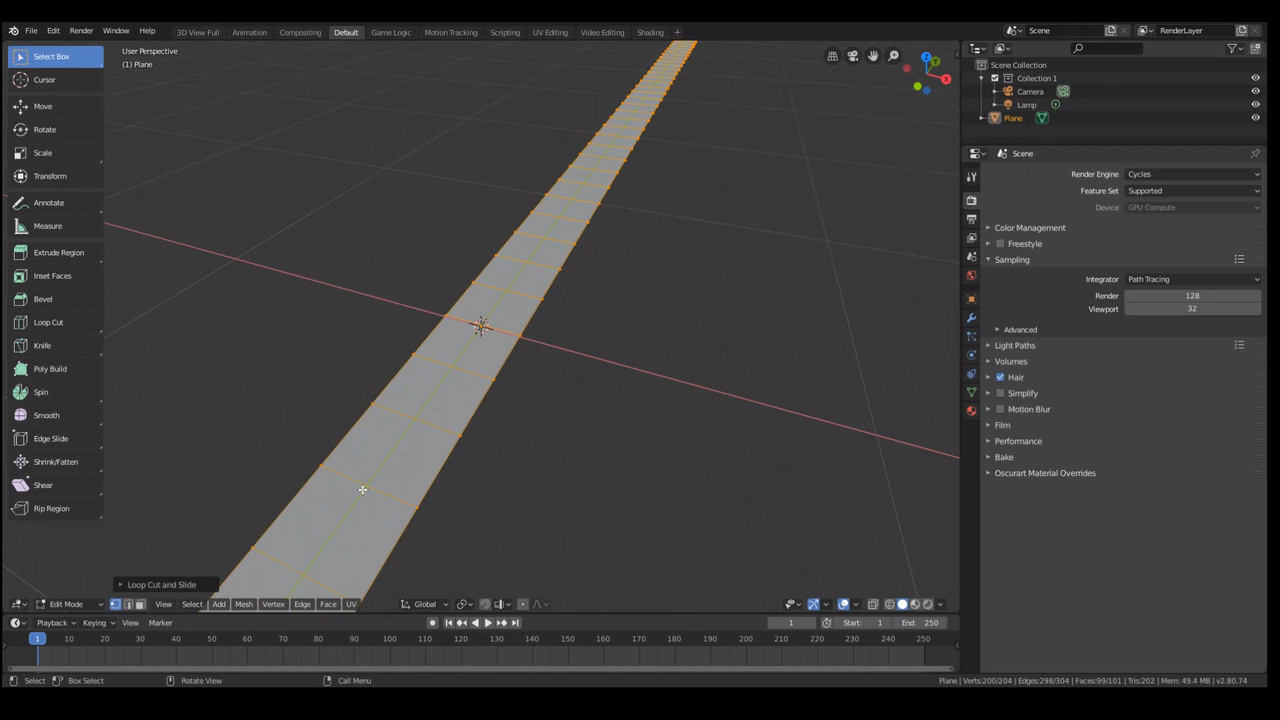 File Edit Render Window Help 3D View Full Animation Compositing Default Game Logic Motion Tracking Scripting UV Editing Video Editing Shading + Scene RenderLayer
Select Box
Cursor
Move
Rotate
Scale
Transform
Annotate
Measure
Extrude Region
Inset Faces
Bevel
Loop Cut
Knife
Poly Build
Spin
Smooth
Edge Slide
Shrink/Fatten
Shear
Rip Region
User Perspective
(1) Plane
Z
Y
X
Loop Cut and Slide
Edit Mode View Select Add Mesh Vertex Edge Face UV Global
Scene Collection
Collection 1
Camera
Lamp
Plane
Scene
Render Engine Cycles
Feature Set Supported
Device GPU Compute
Color Management
Freestyle
Sampling
Integrator Path Tracing
Render 128
Viewport 32
Advanced
Light Paths
Volumes
Hair
Simplify
Motion Blur
Film
Performance
Bake
Oscurart Material Overrides
Playback Keying View Marker 1 Start: 1 End: 250
1 10 20 30 40 50 60 70 80 90 100 110 120 130 140 150 160 170 180 190 200 210 220 230 240 250
Select Box Select Rotate View Call Menu Plane | Verts:200/204 | Edges:298/304 | Faces:99/101 | Tris:202 | Mem: 49.4 MB | v2.80.74